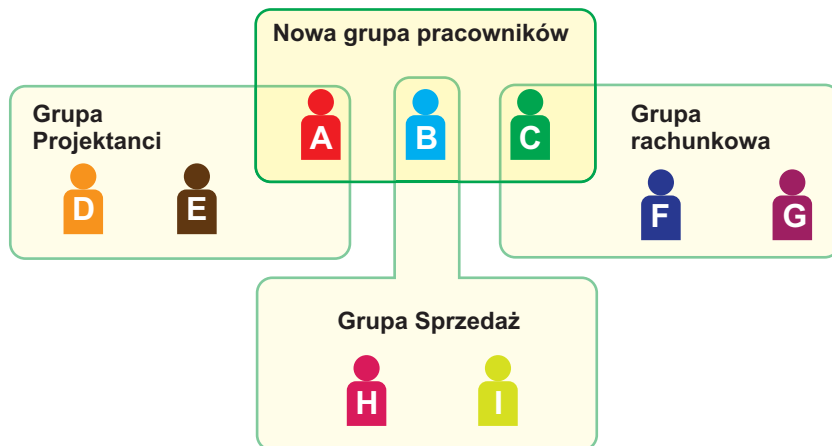 Nowa grupa pracowników
Grupa
Projektanci
A
B
C
Grupa
rachunkowa
D
E
F
G
Grupa Sprzedaż
H
I